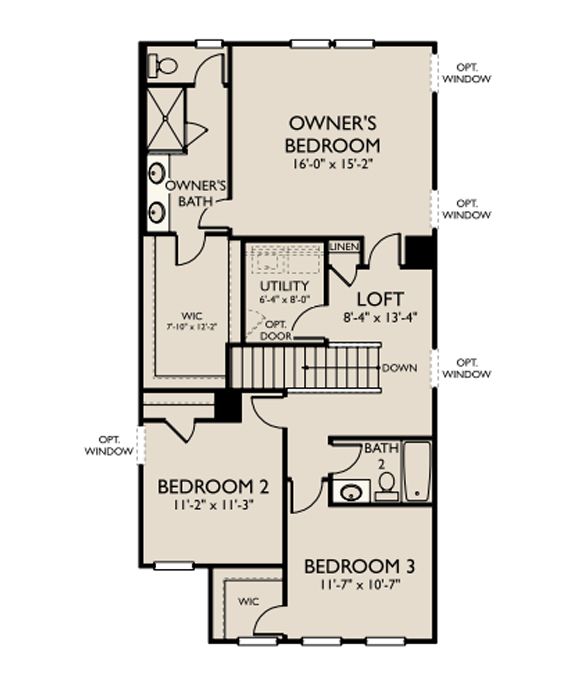 OPT.
WINDOW
OWNER'S
BEDROOM
16'-0" x 15'-2"
OWNER'S
BATH
OPT.
WINDOW
LINEN
UTILITY
6'-4" x 8'-0"
OPT.
DOOR
LOFT
8'-4" x 13'-4"
WIC
7'-10" x 12'-2"
DOWN
OPT.
WINDOW
OPT.
WINDOW
BATH
2
BEDROOM 2
11'-2" x 11'-3"
BEDROOM 3
11'-7" x 10'-7"
WIC